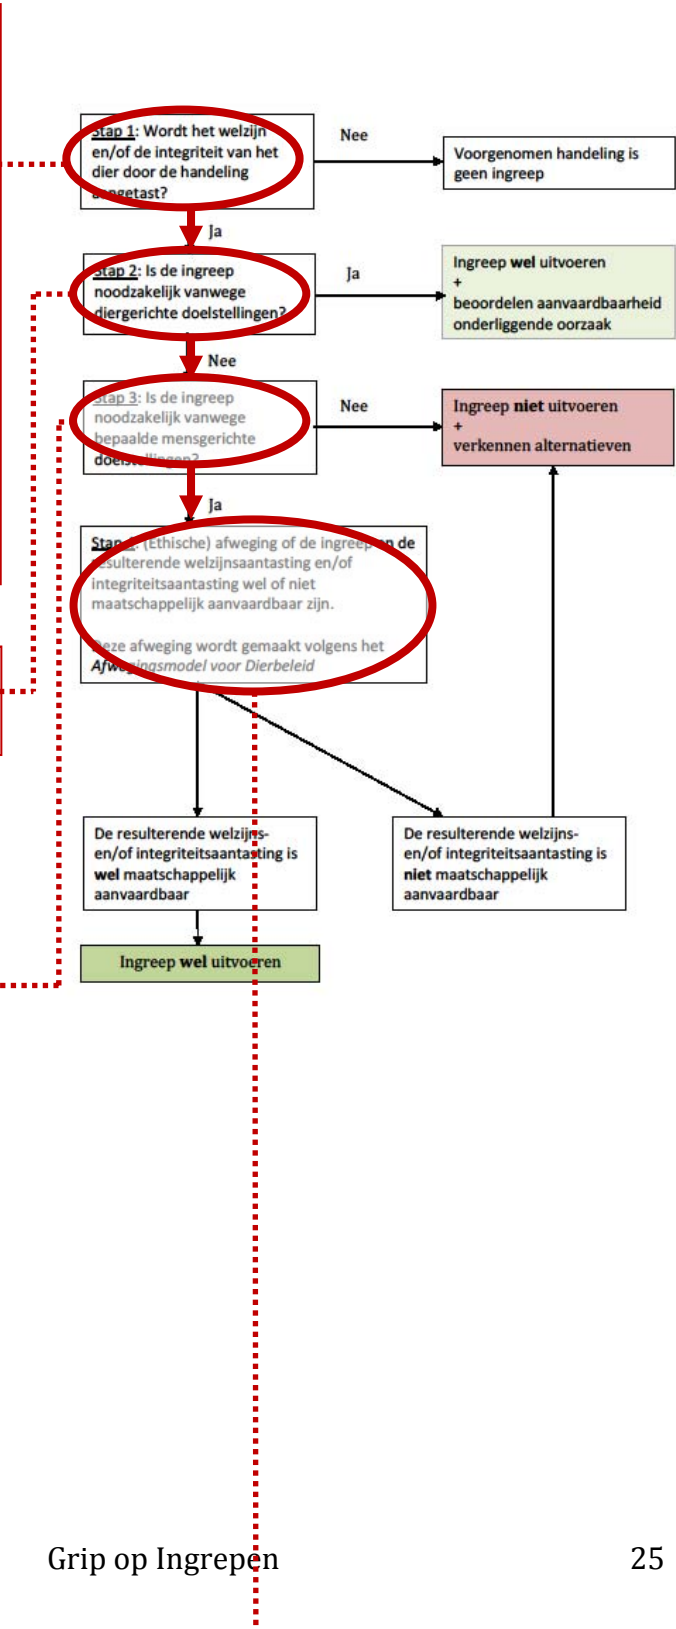 Stap 1: Wordt het welzijn
en/of de integriteit van het
dier door de handeling
aangetast?
Nee
Voorgenomen handeling is
geen ingreep
Ja
Stap 2: Is de ingreep
noodzakelijk vanwege
diergerichte doelstellingen?
Ja
Ingreep wel uitvoeren
+
beoordelen aanvaardbaarheid
onderliggende oorzaak
Nee
Stap 3: Is de ingreep
noodzakelijk vanwege
bepaalde mensgerichte
doelstellingen?
Nee
Ingreep niet uitvoeren
+
verkennen alternatieven
Ja
Stap 4: (Ethische) afweging of de ingreep en de
resulterende welzijnsaantasting en/of
integriteitsaantasting wel of niet
maatschappelijk aanvaardbaar zijn.
Deze afweging wordt gemaakt volgens het
Afwegingsmodel voor Dierbeleid
De resulterende welzijns-
en/of integriteitsaantasting is
wel maatschappelijk
aanvaardbaar
De resulterende welzijns-
en/of integriteitsaantasting is
niet maatschappelijk
aanvaardbaar
Ingreep wel uitvoeren
Grip op Ingrepen 25